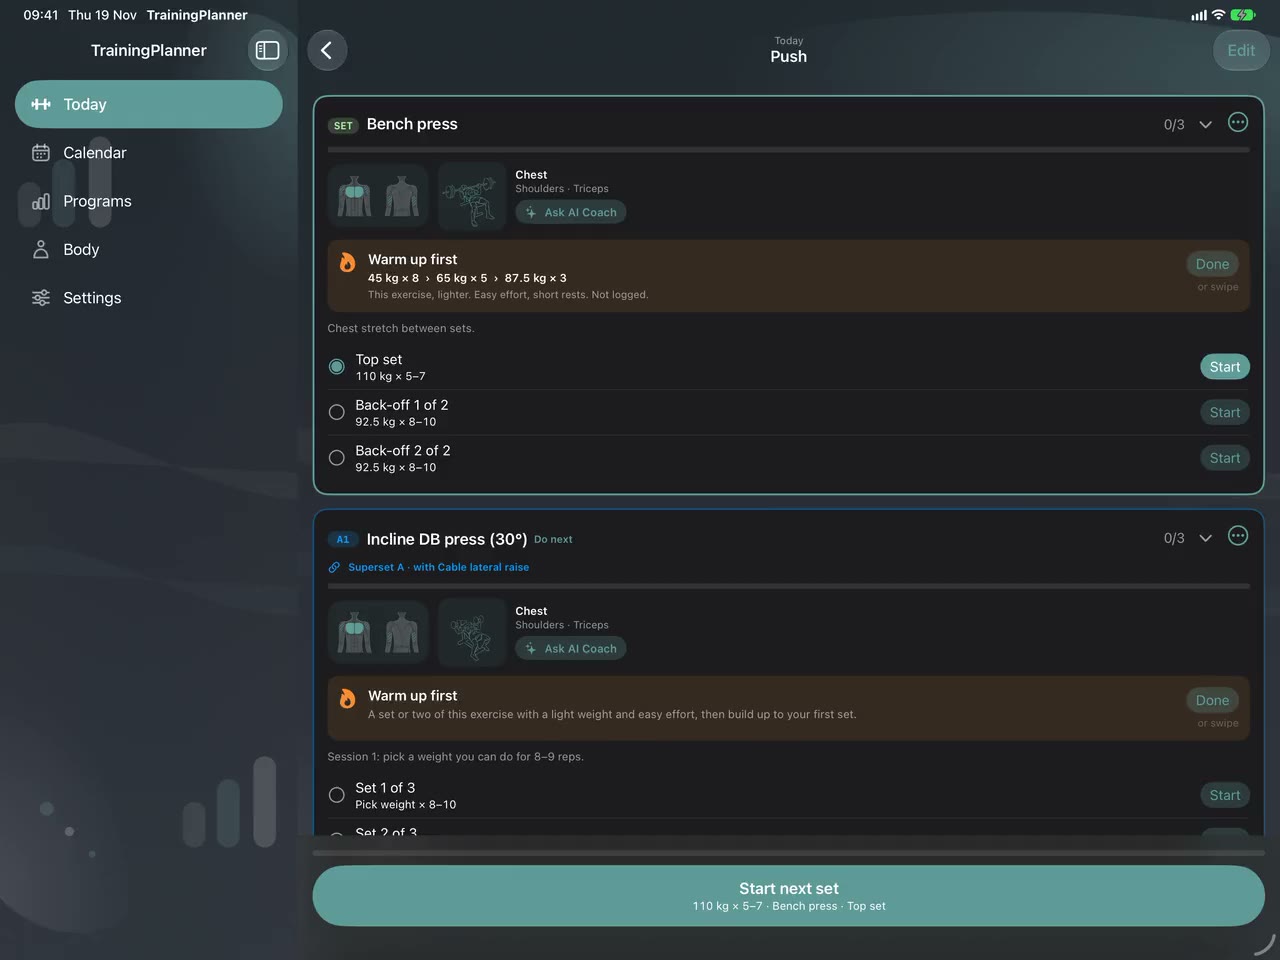 09:41 Thu 19 Nov TrainingPlanner
TrainingPlanner
Today
Calendar
Programs
Body
Settings
Today
Push
Edit
SET Bench press 0/3
Chest
Shoulders · Triceps
Ask AI Coach
Warm up first
45 kg × 8 › 65 kg × 5 › 87.5 kg × 3
This exercise, lighter. Easy effort, short rests. Not logged.
Done
or swipe
Chest stretch between sets.
Top set
110 kg × 5–7
Start
Back-off 1 of 2
92.5 kg × 8–10
Start
Back-off 2 of 2
92.5 kg × 8–10
Start
A1 Incline DB press (30°) Do next 0/3
Superset A · with Cable lateral raise
Chest
Shoulders · Triceps
Ask AI Coach
Warm up first
A set or two of this exercise with a light weight and easy effort, then build up to your first set.
Done
or swipe
Session 1: pick a weight you can do for 8–9 reps.
Set 1 of 3
Pick weight × 8–10
Start
Set 2 of 3
Start next set
110 kg × 5–7 · Bench press · Top set